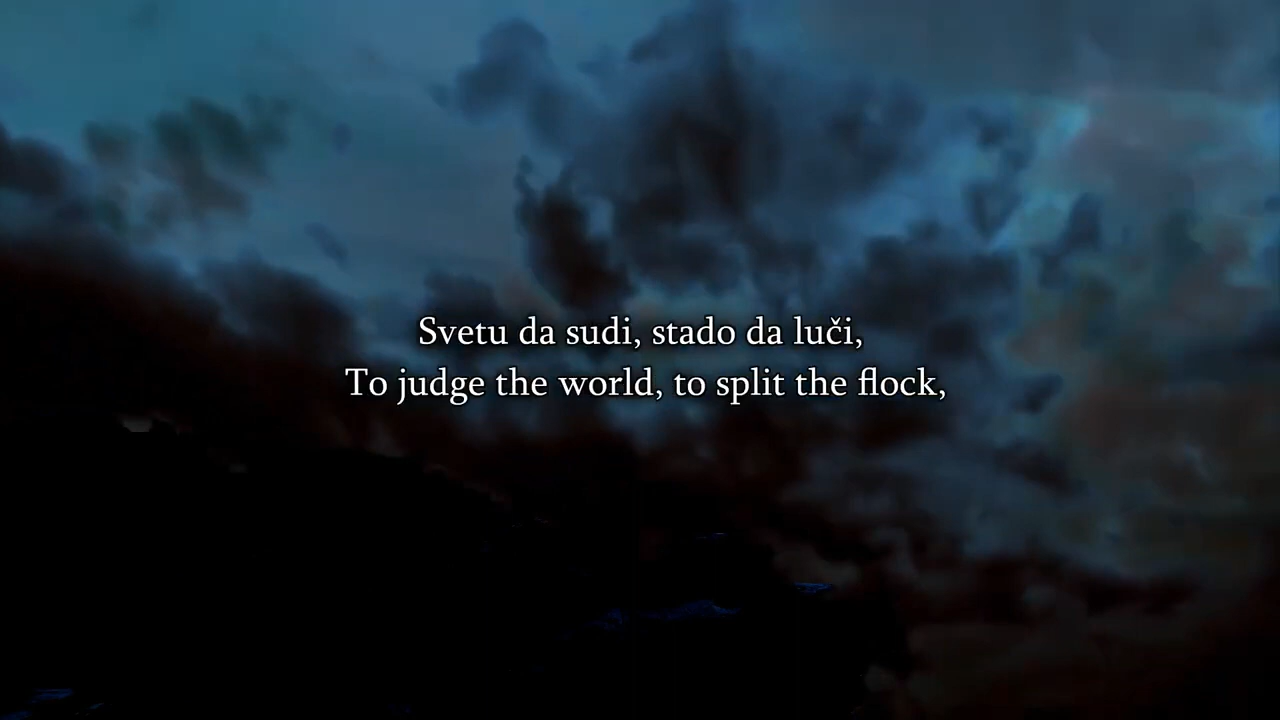 Svetu da sudi, stado da luči,
To judge the world, to split the flock,